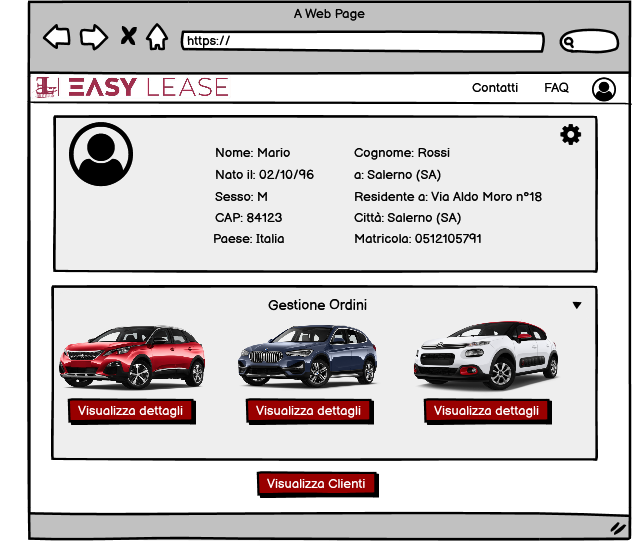 A Web Page
https://
EASY LEASE
Contatti
FAQ
Nome: Mario
Cognome: Rossi
Nato il: 02/10/96
a: Salerno (SA)
Sesso: M
Residente a: Via Aldo Moro n°18
CAP: 84123
Città: Salerno (SA)
Paese: Italia
Matricola: 0512105791
Gestione Ordini
Visualizza dettagli
Visualizza dettagli
Visualizza dettagli
Visualizza Clienti